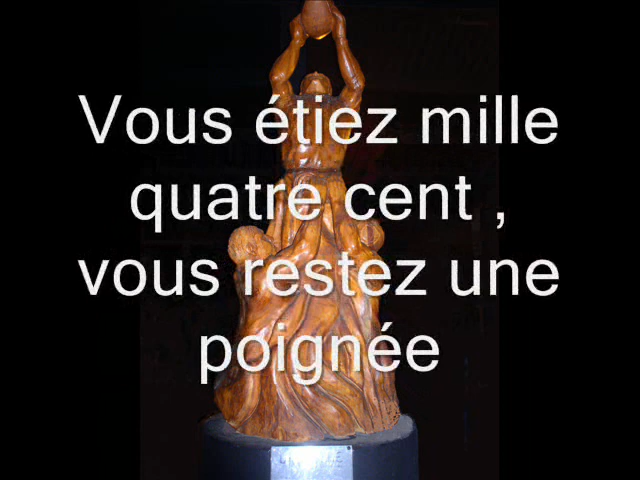 Vous étiez mille
quatre cent ,
vous restez une
poignée